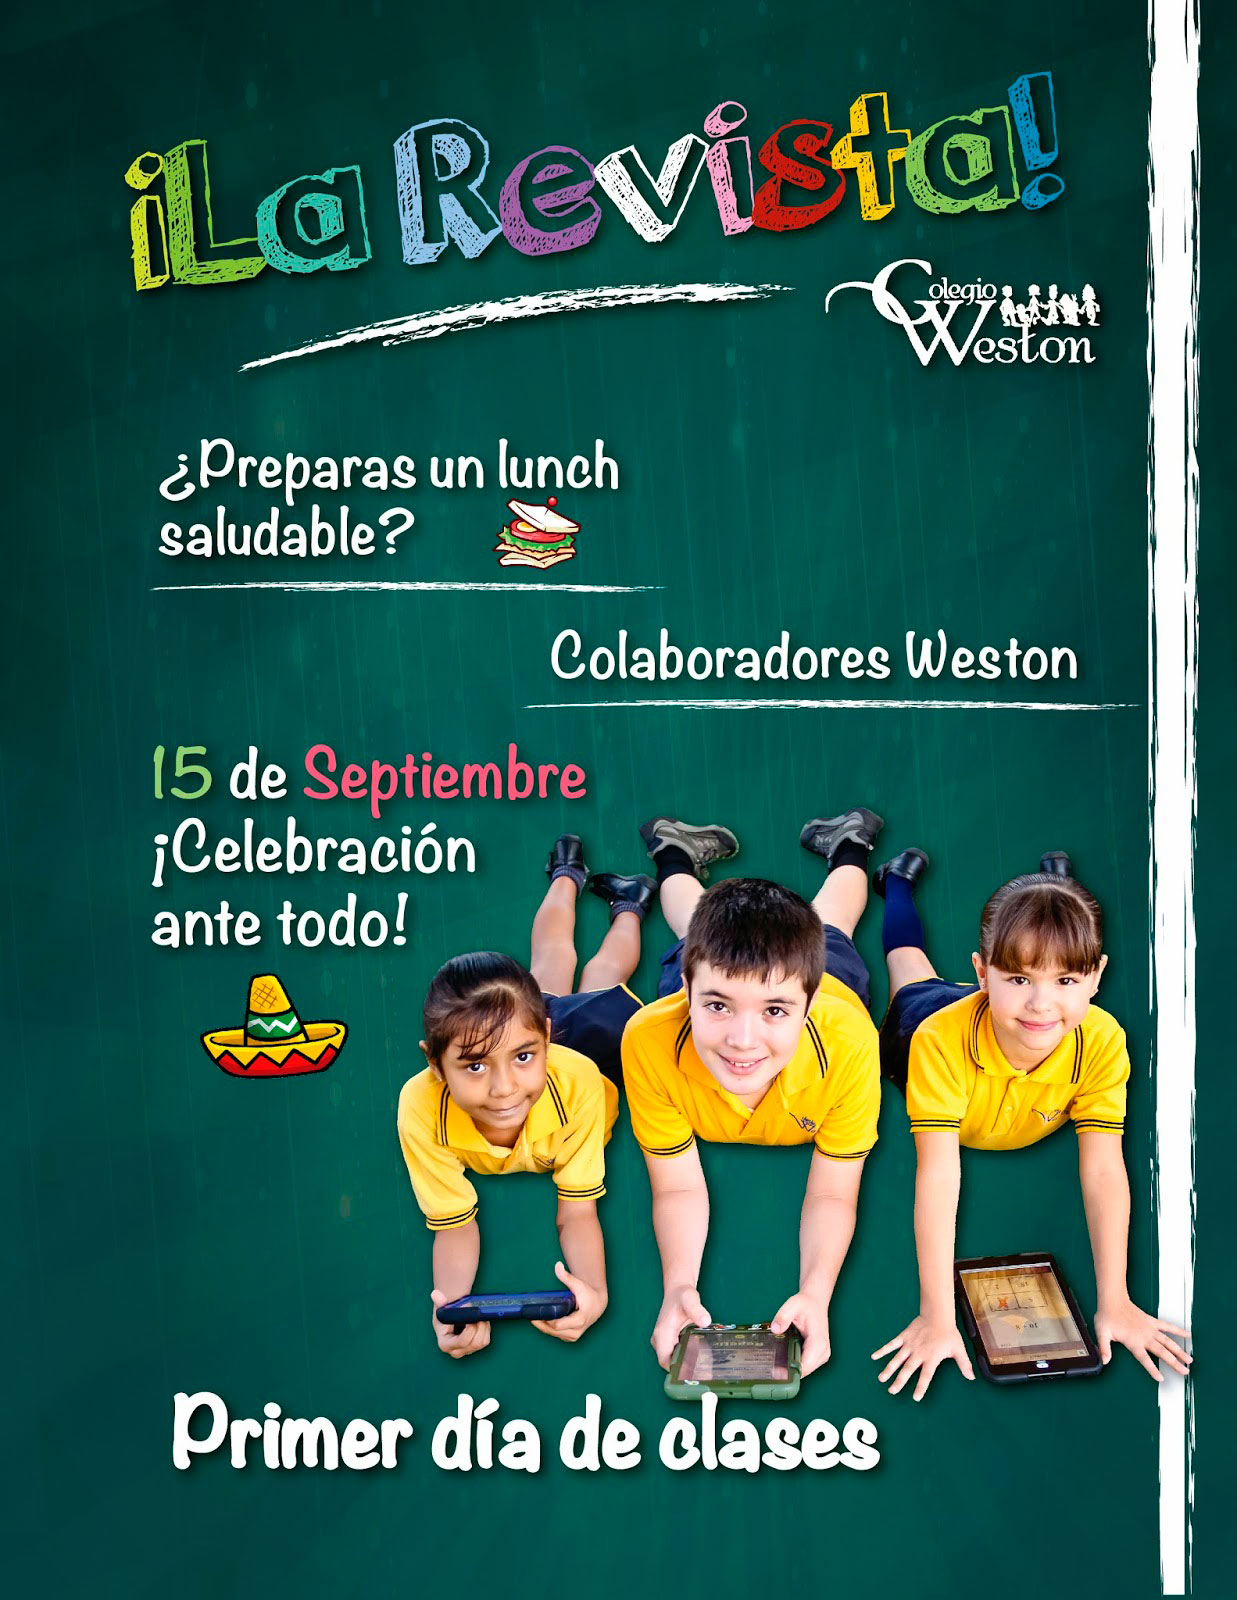 ¡La Revista!
Colegio
Weston
¿Preparas un lunch
saludable?
Colaboradores Weston
15 de Septiembre
¡Celebración
ante todo!
Primer día de clases